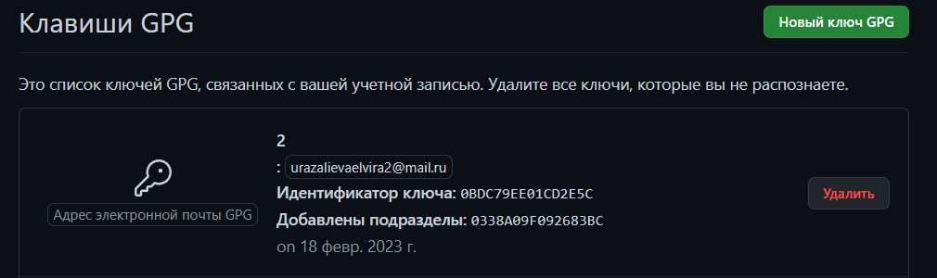 Клавиши GPG
Новый ключ GPG
Это список ключей GPG, связанных с вашей учетной записью. Удалите все ключи, которые вы не распознаете.
2
: urazalievaelvira2@mail.ru
Идентификатор ключа: 0BDC79EE01CD2E5C
Удалить
Адрес электронной почты GPG
Добавлены подразделы: 0338A09F092683BC
on 18 февр. 2023 г.